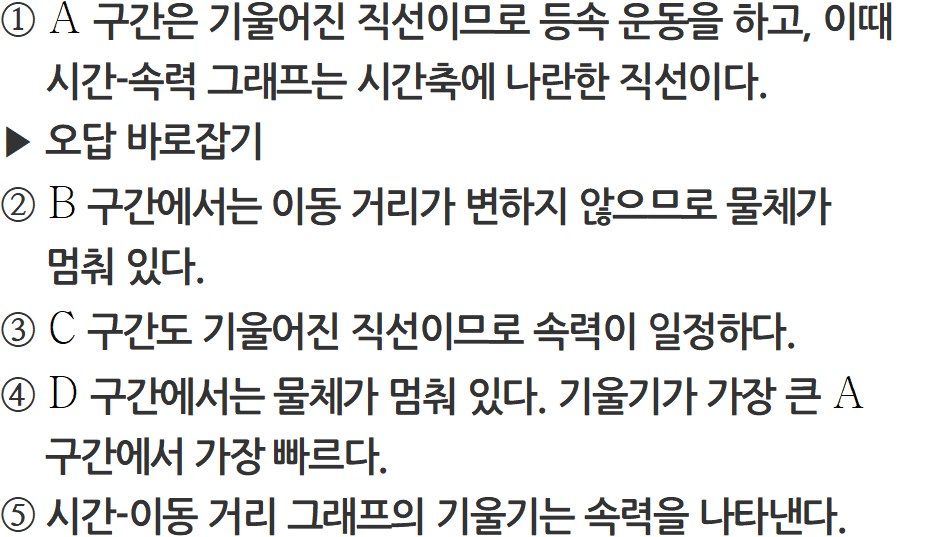 ① A 구간은 기울어진 직선이므로 등속 운동을 하고, 이때
시간-속력 그래프는 시간축에 나란한 직선이다.
▶ 오답 바로잡기
② B 구간에서는 이동 거리가 변하지 않으므로 물체가
멈춰 있다.
③ C 구간도 기울어진 직선이므로 속력이 일정하다.
④ D 구간에서는 물체가 멈춰 있다. 기울기가 가장 큰 A
구간에서 가장 빠르다.
⑤ 시간-이동 거리 그래프의 기울기는 속력을 나타낸다.